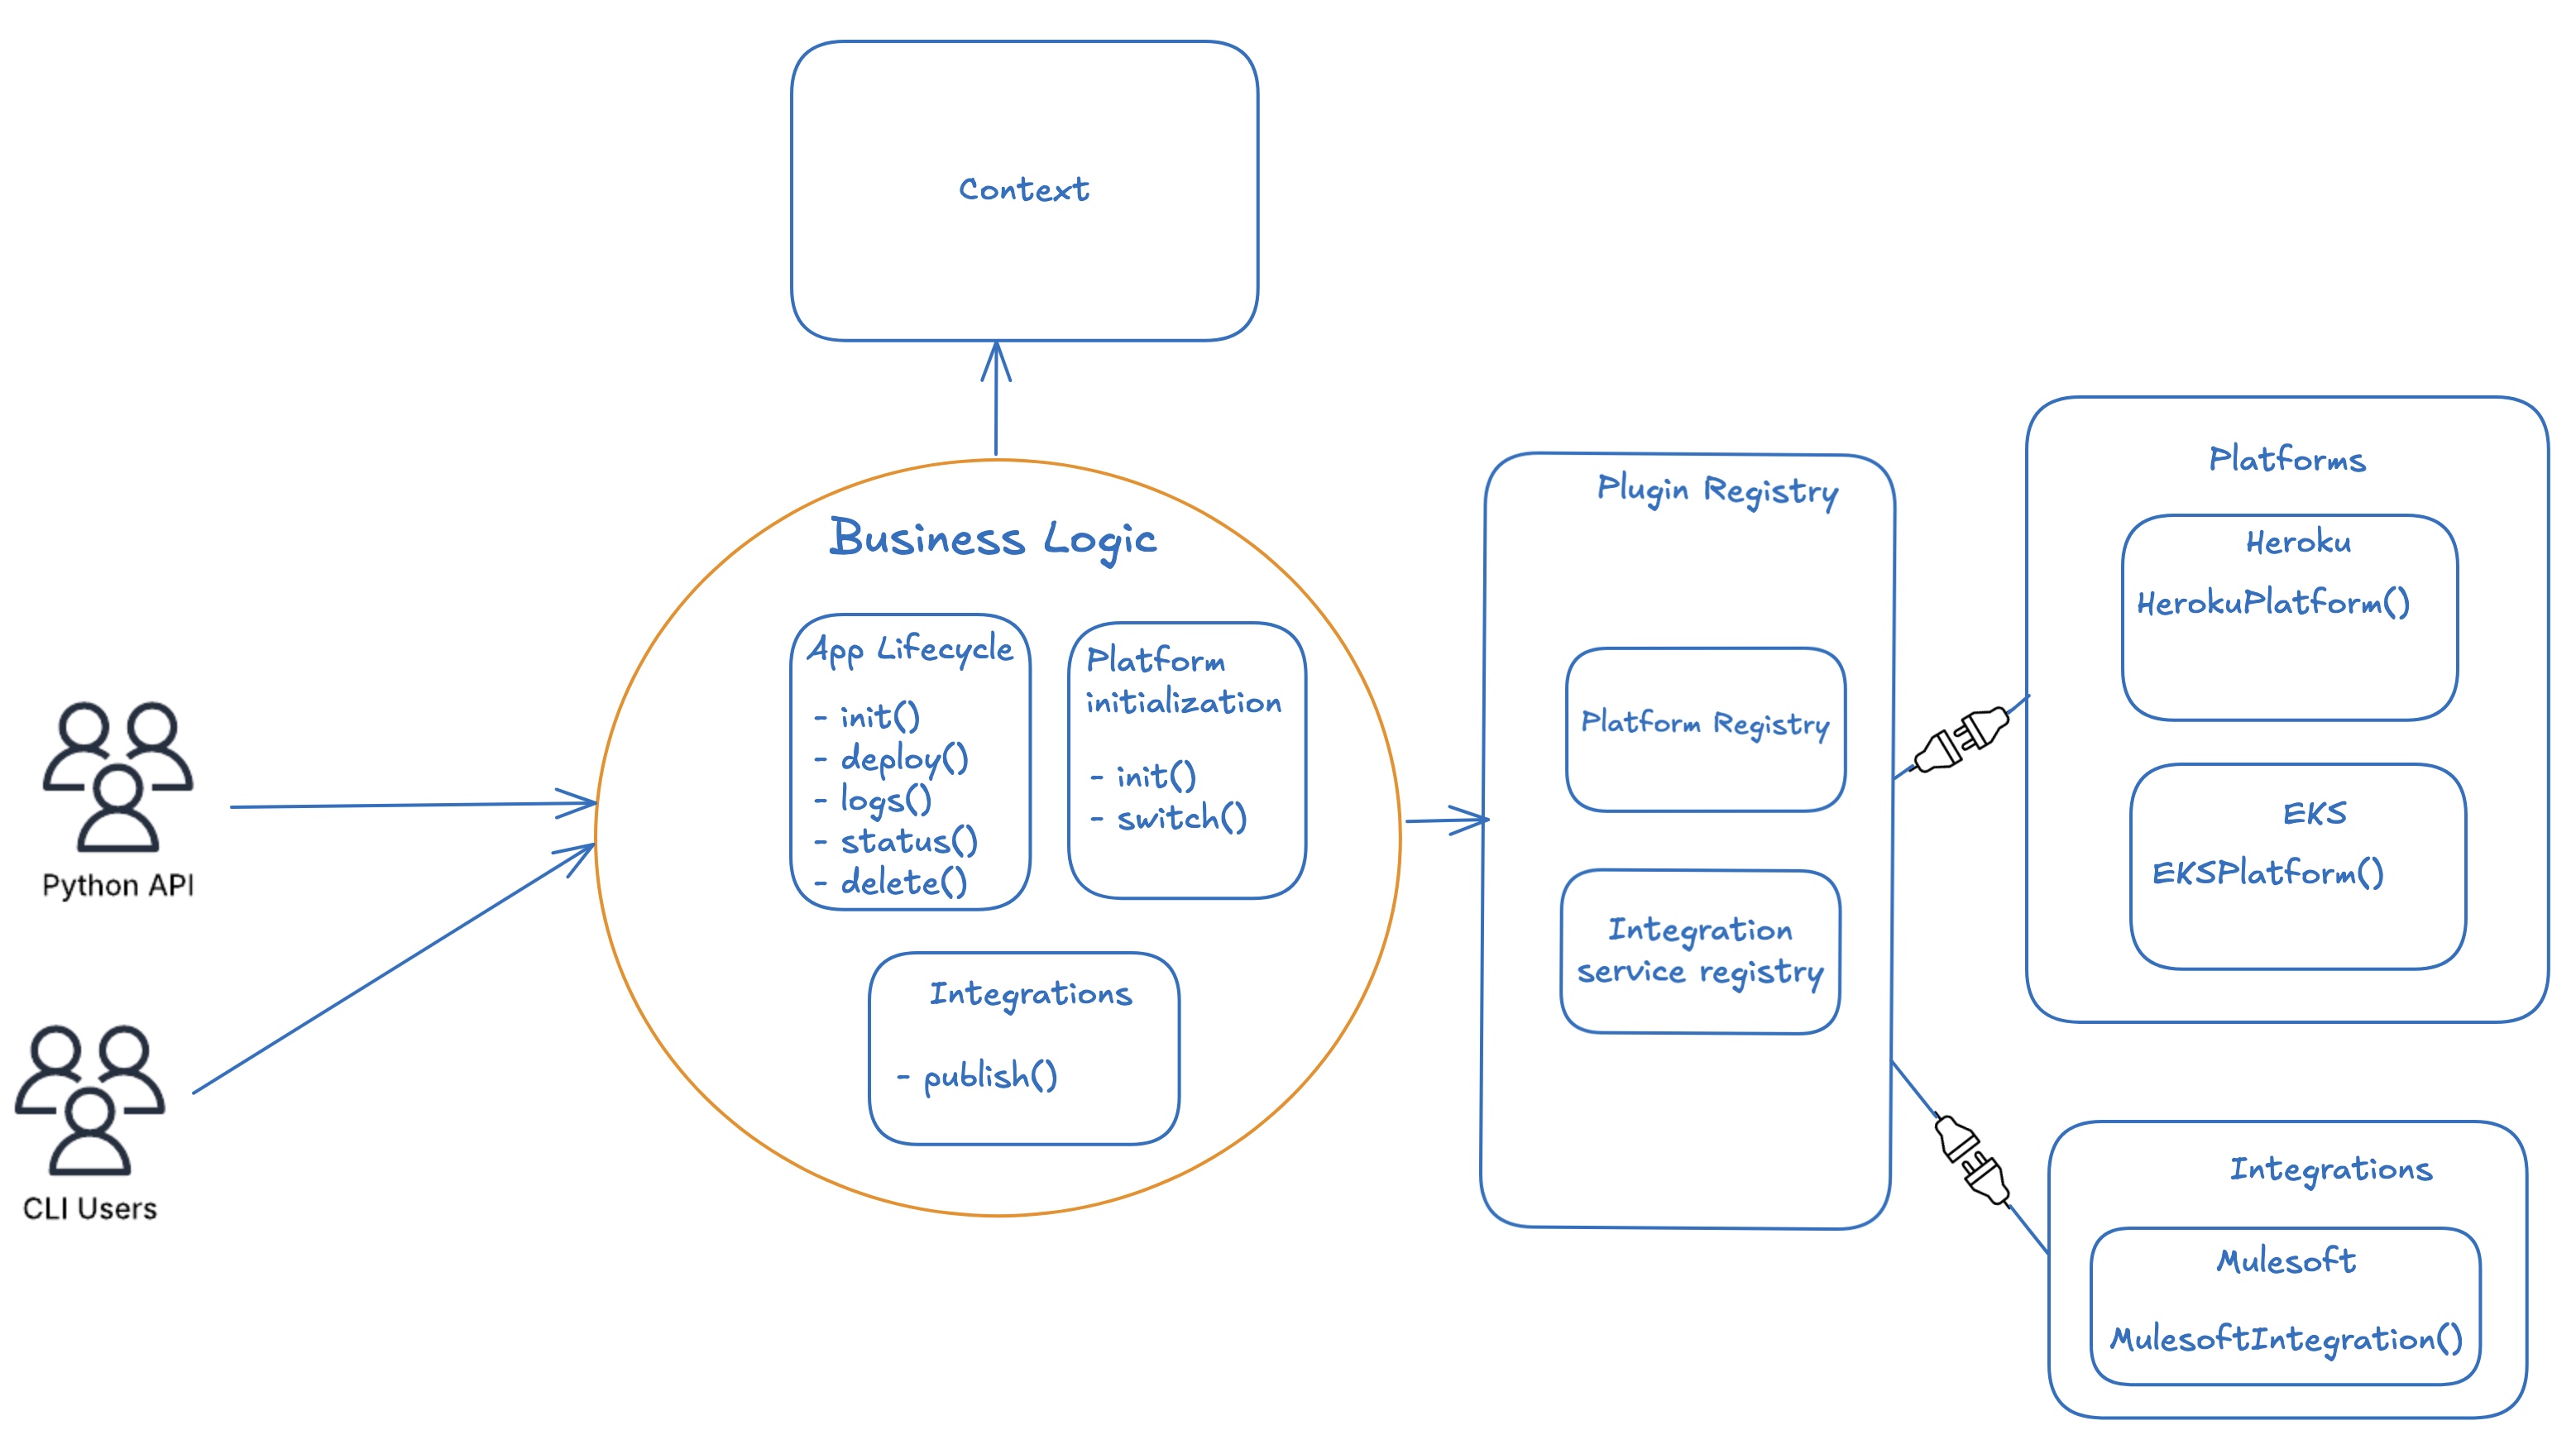 Context
Business Logic
App Lifecycle
- init()
- deploy()
- logs()
- status()
- delete()
Platform
initialization
- init()
- switch()
Integrations
- publish()
Python API
CLI Users
Plugin Registry
Platform Registry
Integration
service registry
Platforms
Heroku
HerokuPlatform()
EKS
EKSPlatform()
Integrations
Mulesoft
MulesoftIntegration()